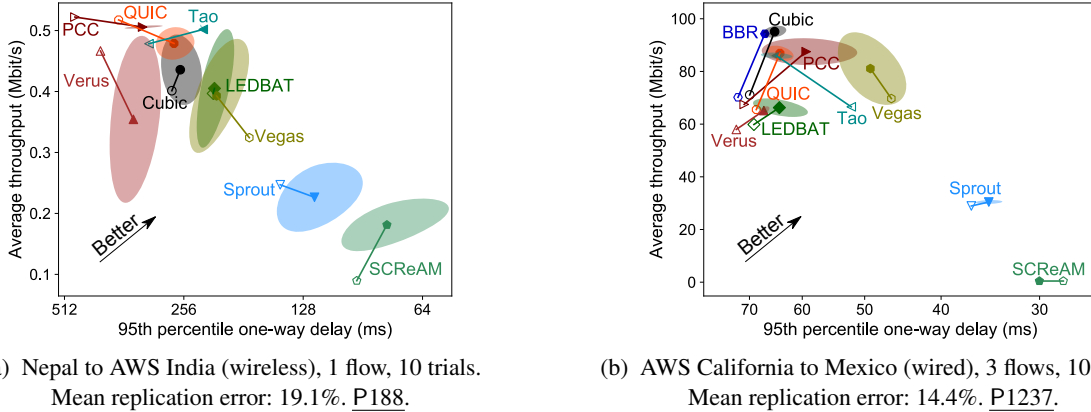 PCC
QUIC
Tao
Verus
Cubic
LEDBAT
Vegas
Sprout
SCReAM
Better
Average throughput (Mbit/s)
0.5
0.4
0.3
0.2
0.1
512
256
128
64
95th percentile one-way delay (ms)
) Nepal to AWS India (wireless), 1 flow, 10 trials.
Mean replication error: 19.1%. P188.
BBR
Cubic
PCC
QUIC
Tao
Vegas
Verus
LEDBAT
Sprout
SCReAM
Better
Average throughput (Mbit/s)
100
80
60
40
20
0
70
60
50
40
30
95th percentile one-way delay (ms)
(b) AWS California to Mexico (wired), 3 flows, 10
Mean replication error: 14.4%. P1237.